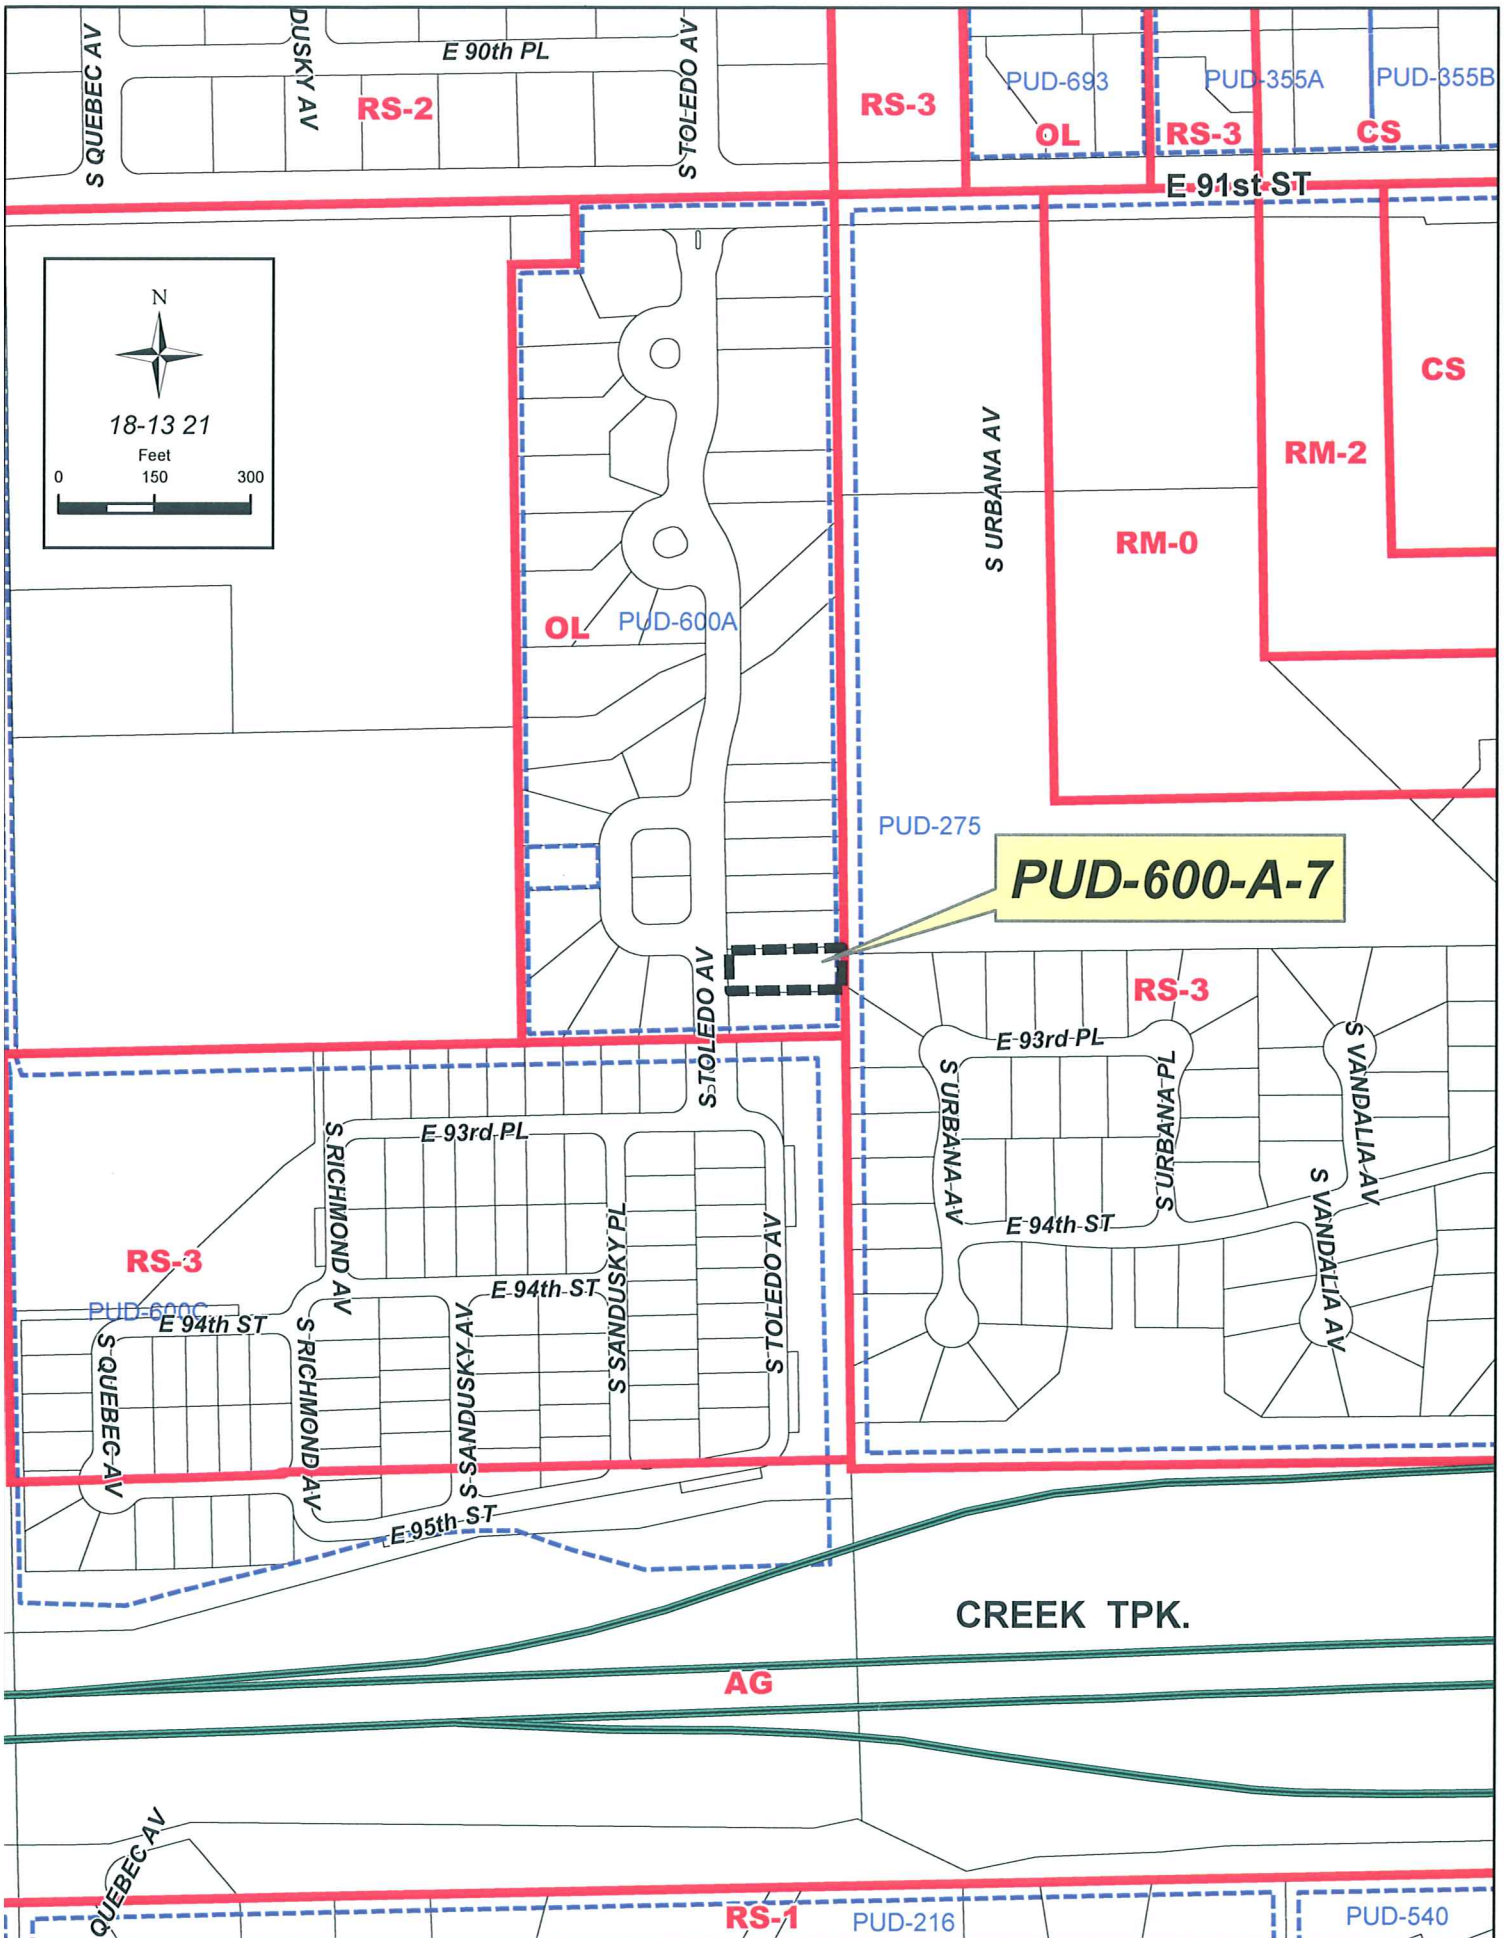 S QUEBEC AV
DUSKY AV
E 90th PL
S TOLEDO AV
RS-2
RS-3
PUD-693
OL
PUD-355A
RS-3
PUD-355B
CS
E 91st ST
N
18-13 21
Feet
0 150 300
S URBANA AV
CS
RM-2
RM-0
OL
PUD-600A
PUD-275
PUD-600-A-7
S TOLEDO AV
RS-3
E 93rd PL
S URBANA AV
S URBANA PL
S VANDALIA AV
E 94th ST
S VANDALIA AV
E 93rd PL
S RICHMOND AV
S SANDUSKY PL
S TOLEDO AV
RS-3
E 94th ST
PUD-600C
E 94th ST
S QUEBEC AV
S RICHMOND AV
S SANDUSKY AV
E 95th ST
CREEK TPK.
AG
QUEBEC AV
RS-1
PUD-216
PUD-540